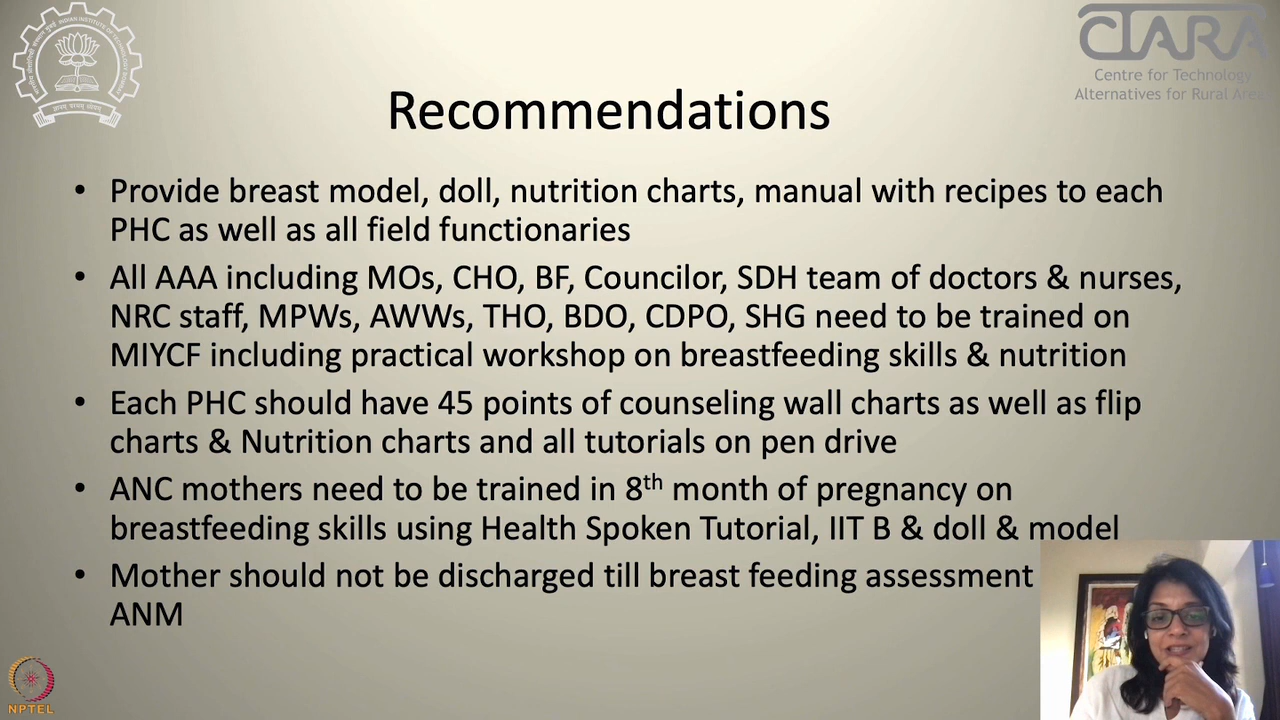 CTARA
Centre for Technology
Alternatives for Rural Areas
Recommendations
• Provide breast model, doll, nutrition charts, manual with recipes to each
PHC as well as all field functionaries
• All AAA including MOs, CHO, BF, Councilor, SDH team of doctors & nurses,
NRC staff, MPWs, AWWs, THO, BDO, CDPO, SHG need to be trained on
MIYCF including practical workshop on breastfeeding skills & nutrition
• Each PHC should have 45 points of counseling wall charts as well as flip
charts & Nutrition charts and all tutorials on pen drive
• ANC mothers need to be trained in 8th month of pregnancy on
breastfeeding skills using Health Spoken Tutorial, IIT B & doll & model
• Mother should not be discharged till breast feeding assessment
ANM
NPTEL